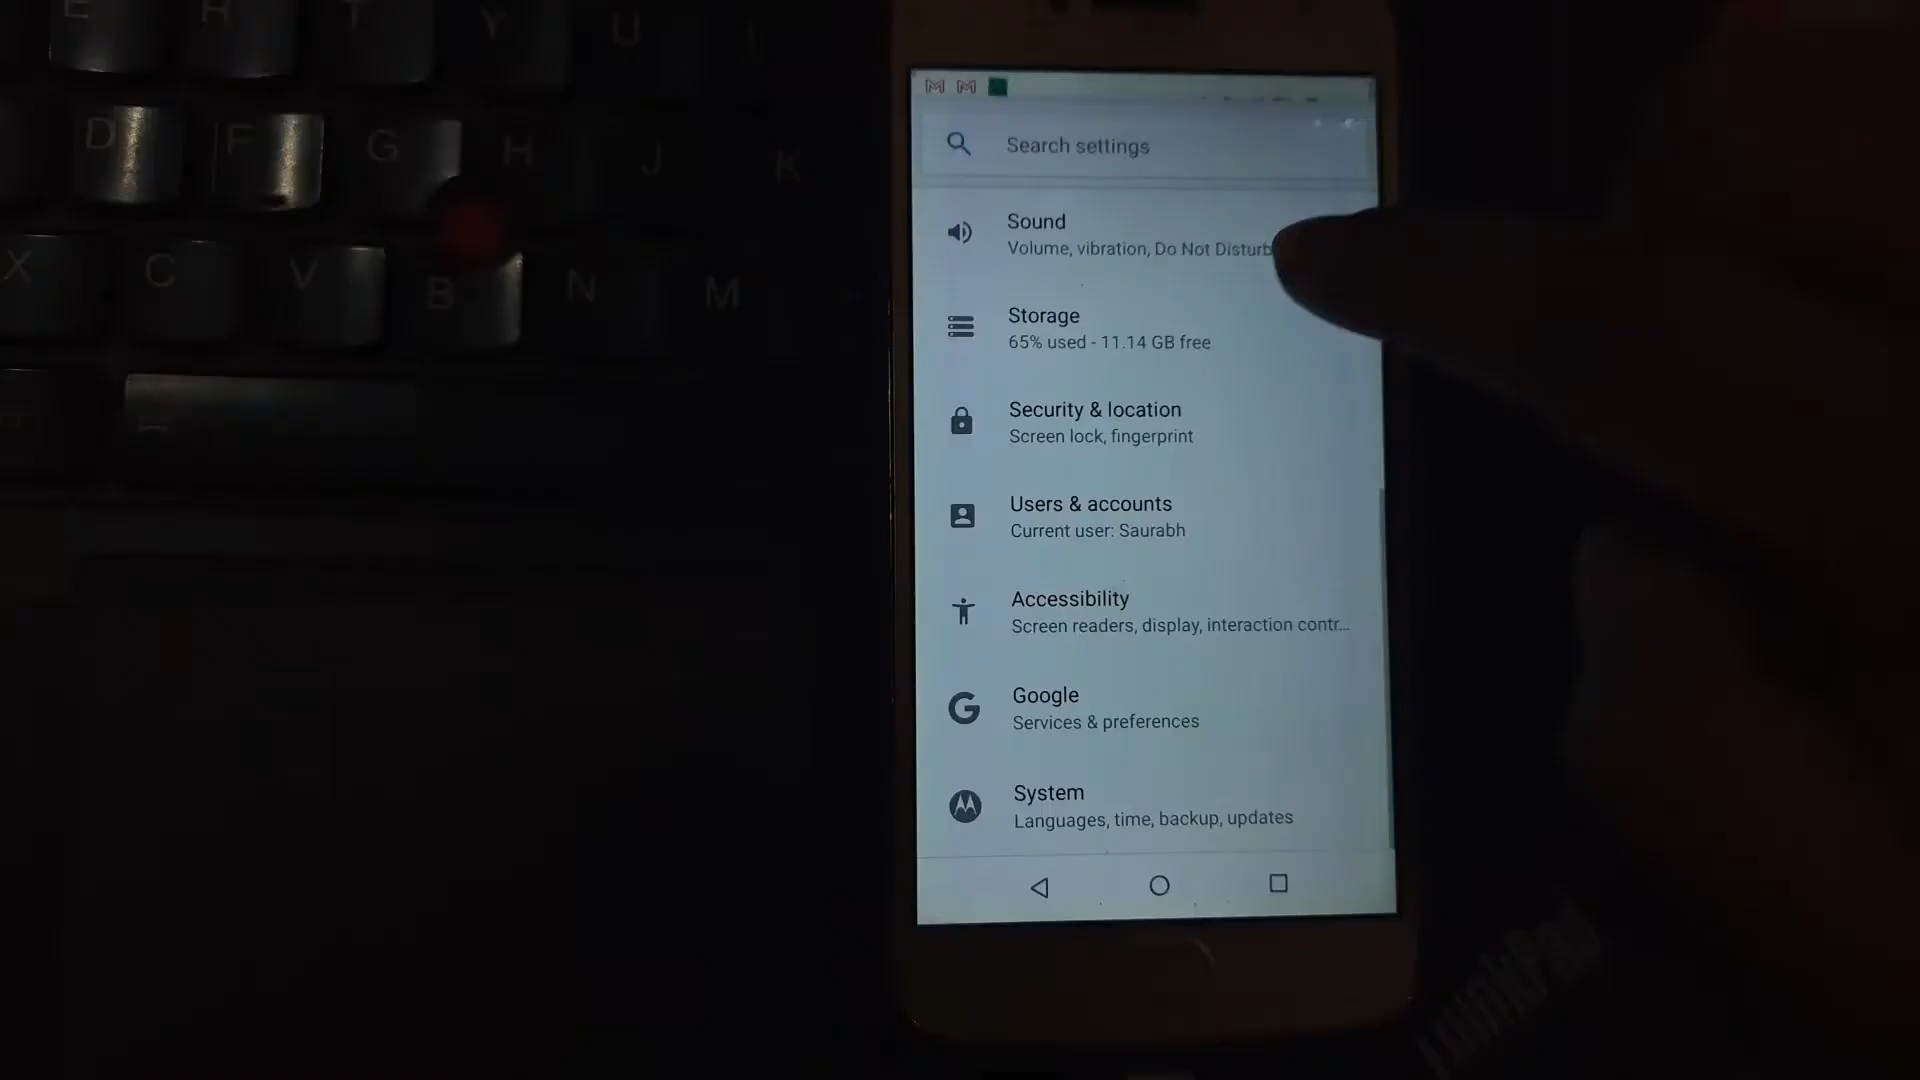 E R T Y U I
D F G H J K
X C V B N M
Search settings
Sound
Volume, vibration, Do Not Disturb
Storage
65% used - 11.14 GB free
Security & location
Screen lock, fingerprint
Users & accounts
Current user: Saurabh
Accessibility
Screen readers, display, interaction contr...
Google
Services & preferences
System
Languages, time, backup, updates
ThinkPad